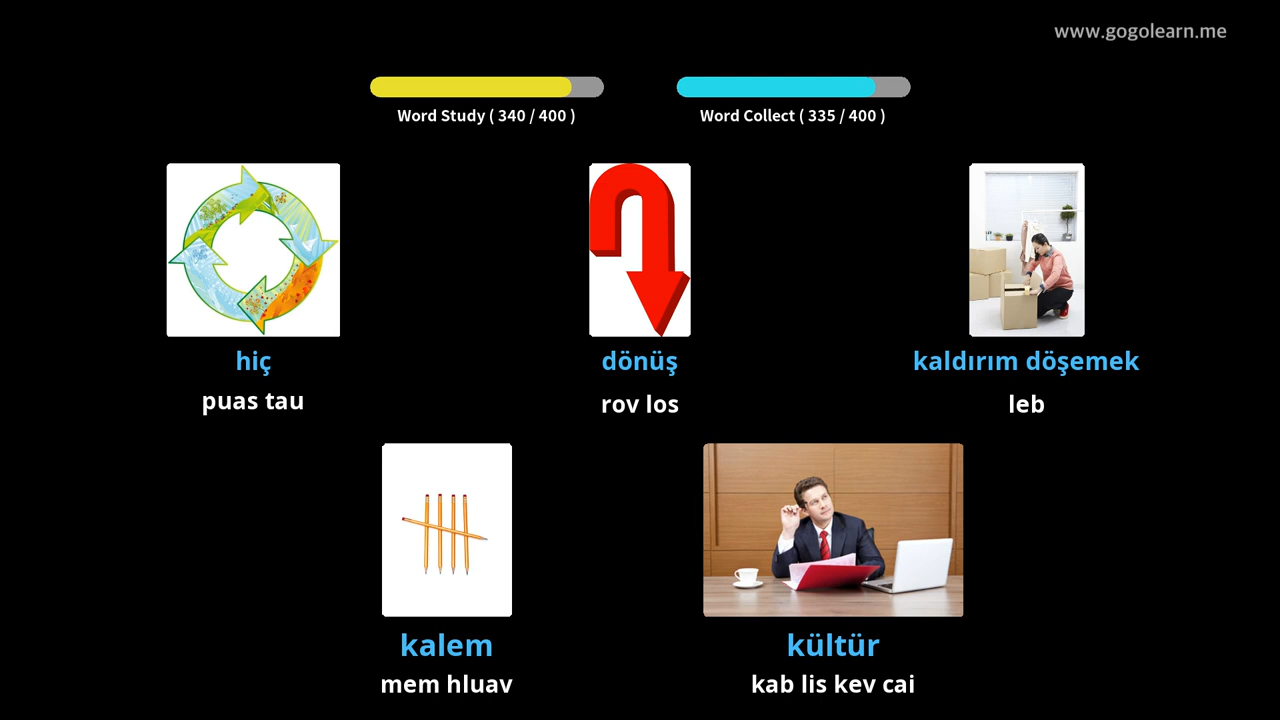 www.gogolearn.me
Word Study ( 340 / 400 )
Word Collect ( 335 / 400 )
hiç
dönüş
kaldırım döşemek
puas tau
rov los
leb
kalem
kültür
mem hluav
kab lis kev cai